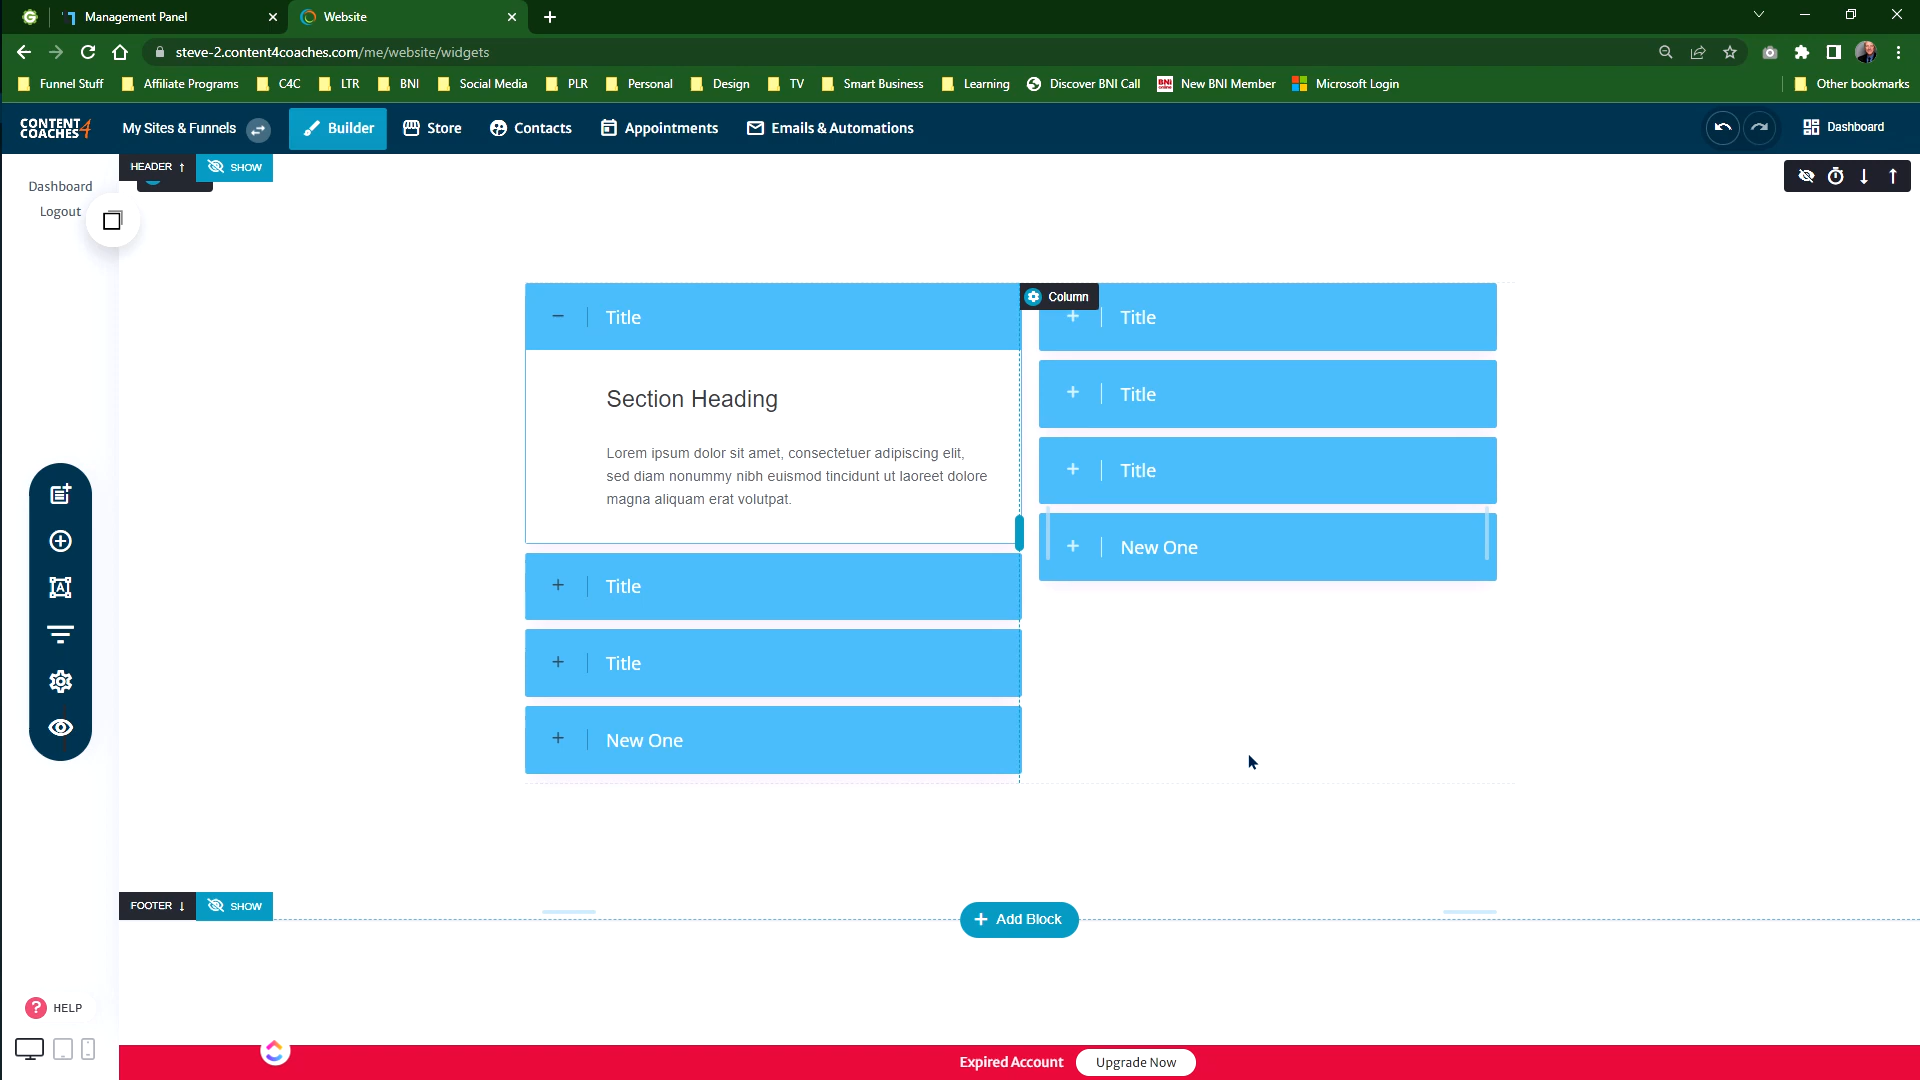 Management Panel
Website
steve-2.content4coaches.com/me/website/widgets
Funnel Stuff
Affiliate Programs
C4C
LTR
BNI
Social Media
PLR
Personal
Design
TV
Smart Business
Learning
Discover BNI Call
New BNI Member
Microsoft Login
Other bookmarks
CONTENT 4
COACHES
My Sites & Funnels
Builder
Store
Contacts
Appointments
Emails & Automations
Dashboard
HEADER ↑
SHOW
Dashboard
Logout
Title
Section Heading
Lorem ipsum dolor sit amet, consectetuer adipiscing elit,
sed diam nonummy nibh euismod tincidunt ut laoreet dolore
magna aliquam erat volutpat.
Title
Title
New One
Column
Title
Title
Title
New One
FOOTER ↓
SHOW
+ Add Block
? HELP
Expired Account
Upgrade Now